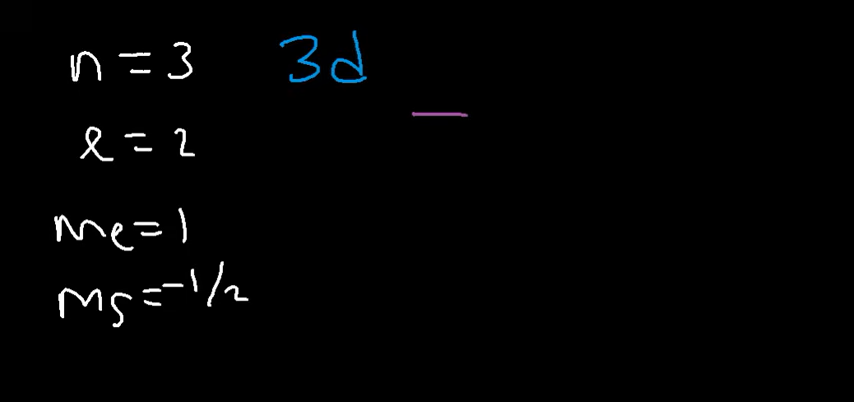 n = 3 3d
l = 2
ml = 1
ms = -1/2